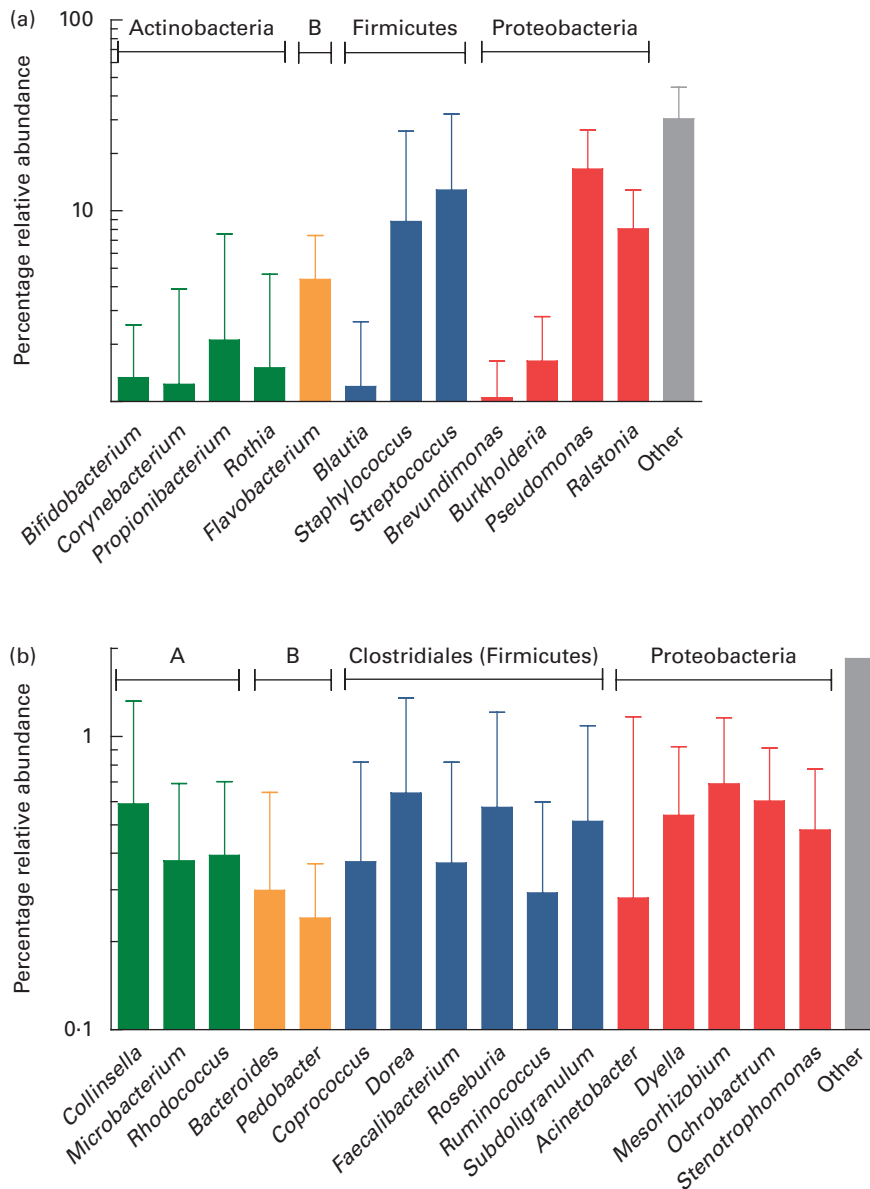 (a)
100
Actinobacteria
B
Firmicutes
Proteobacteria
10
Percentage relative abundance
Bifidobacterium
Corynebacterium
Propionibacterium
Rothia
Flavobacterium
Blautia
Staphylococcus
Streptococcus
Brevundimonas
Burkholderia
Pseudomonas
Ralstonia
Other
(b)
A
B
Clostridiales (Firmicutes)
Proteobacteria
1
0·1
Percentage relative abundance
Collinsella
Microbacterium
Rhodococcus
Bacteroides
Pedobacter
Coprococcus
Dorea
Faecalibacterium
Roseburia
Ruminococcus
Subdoligranulum
Acinetobacter
Dyella
Mesorhizobium
Ochrobactrum
Stenotrophomonas
Other